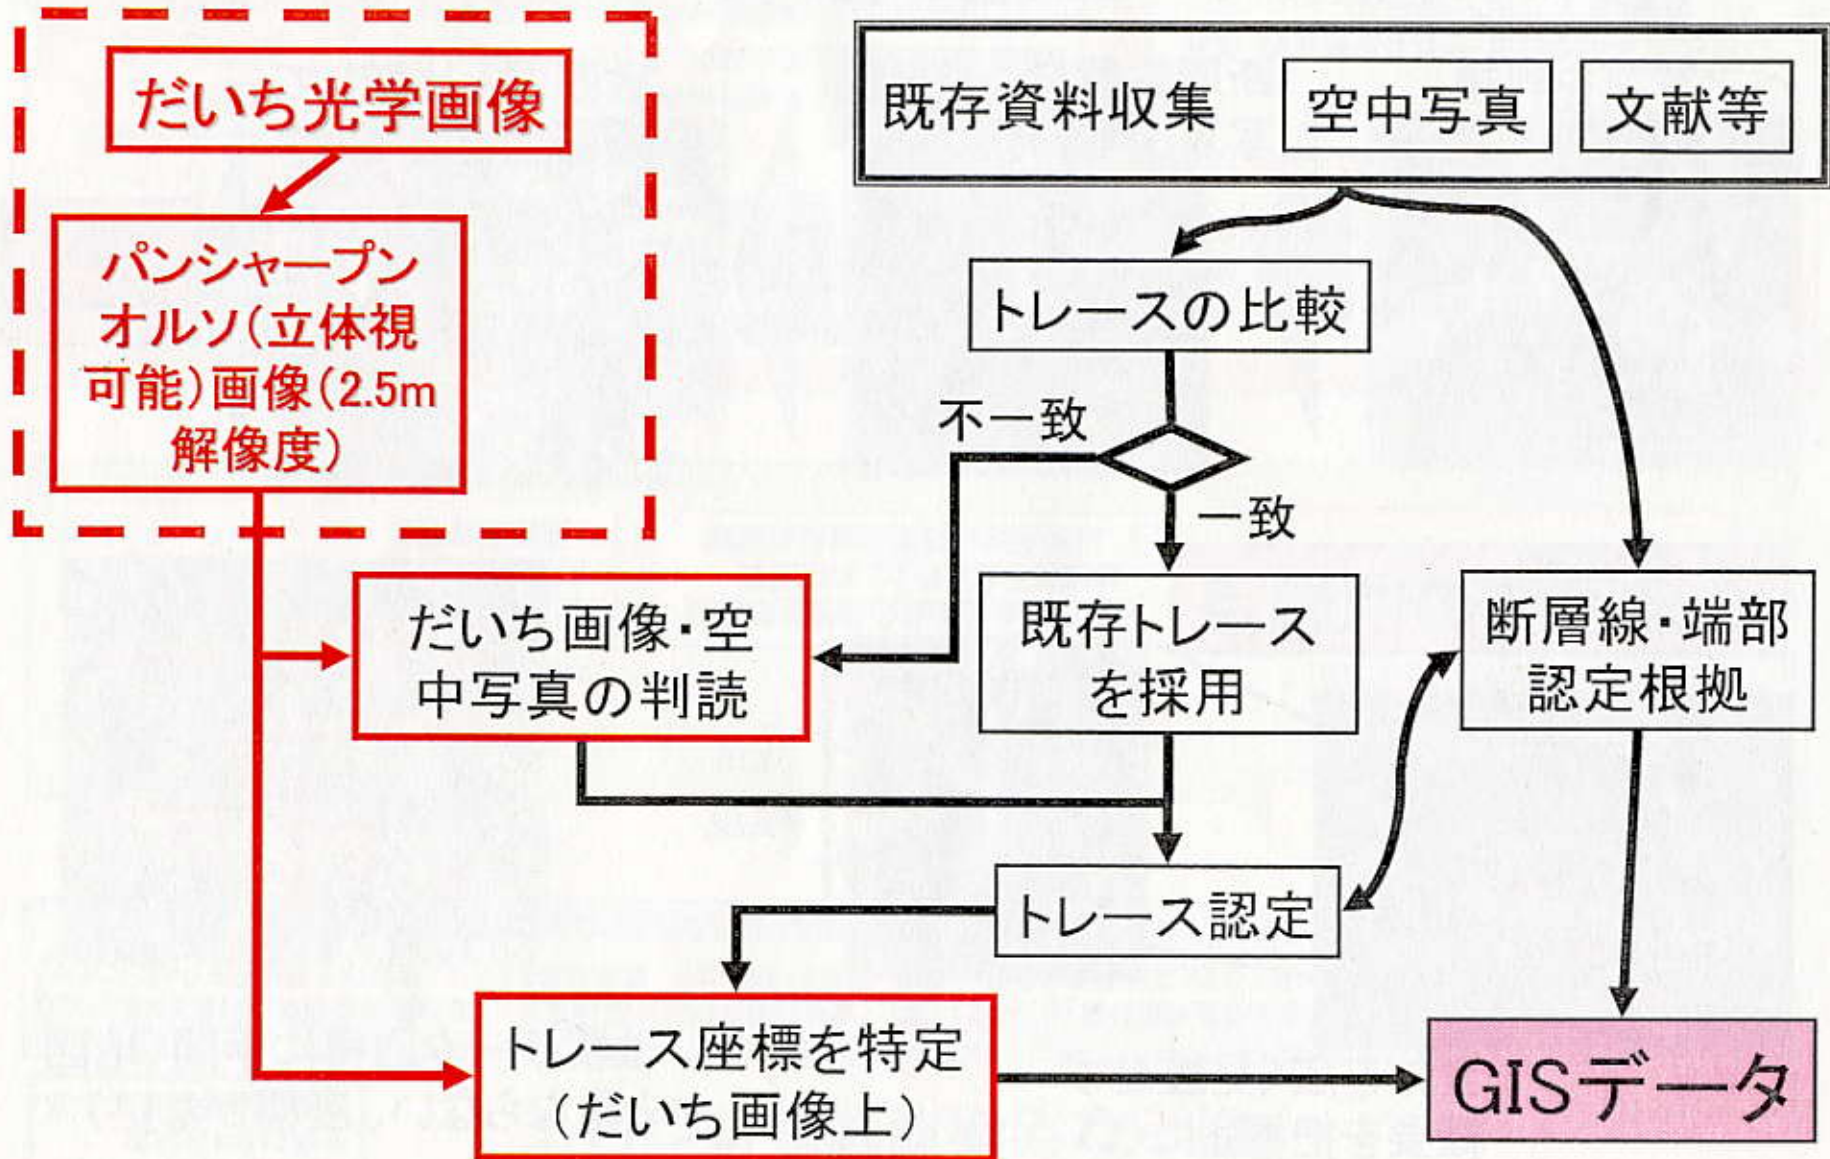 だいち光学画像
パンシャープン
オルソ(立体視
可能)画像(2.5m
解像度)
既存資料収集 空中写真 文献等
トレースの比較
不一致
一致
だいち画像・空
中写真の判読
既存トレース
を採用
断層線・端部
認定根拠
トレース認定
トレース座標を特定
(だいち画像上)
GISデータ